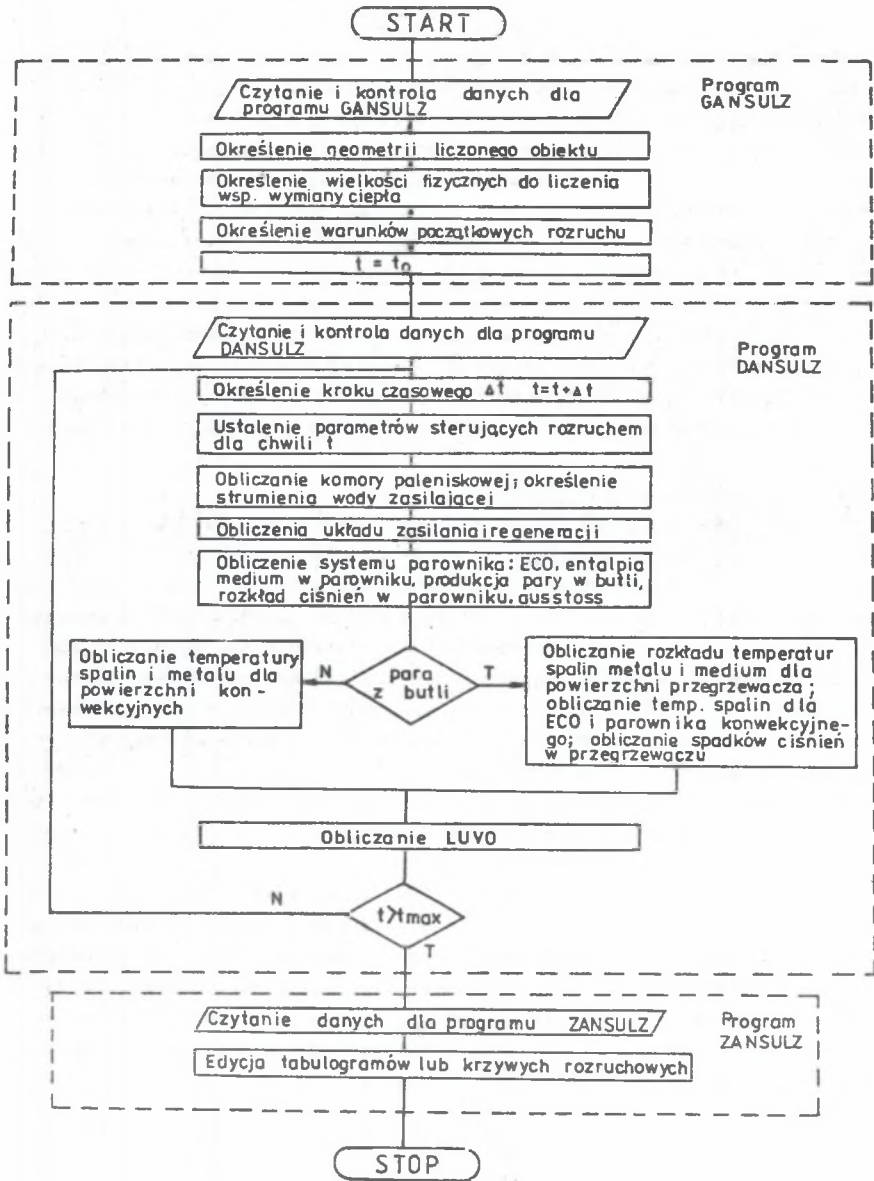 START
Program
GANSULZ
Czytanie i kontrola danych dla
programu GANSULZ
Określenie geometrii liczonego obiektu
Określenie wielkości fizycznych do liczenia
wsp. wymiany ciepła
Określenie warunków początkowych rozruchu
t = t₀
Program
DANSULZ
Czytanie i kontrola danych dla programu
DANSULZ
Określenie kroku czasowego Δt t=t+Δt
Ustalenie parametrów sterujących rozruchem
dla chwili t
Obliczanie komory paleniskowej; określenie
strumienia wody zasilającej
Obliczenia układu zasilania i regeneracji
Obliczenie systemu parownika: ECO, entalpia
medium w parowniku, produkcja pary w butli,
rozkład ciśnień w parowniku, ausstoss
Obliczanie temperatury
spalin i metalu dla
powierzchni kon-
wekcyjnych
N
para
z butli
T
Obliczanie rozkładu temperatur
spalin metalu i medium dla
powierzchni przegrzewacza;
obliczanie temp. spalin dla
ECO i parownika konwekcyjne-
go; obliczanie spadków ciśnień
w przegrzewaczu
Obliczanie LUVO
N
t>tmax
T
Program
ZANSULZ
Czytanie danych dla programu ZANSULZ
Edycja tabulogramów lub krzywych rozruchowych
STOP